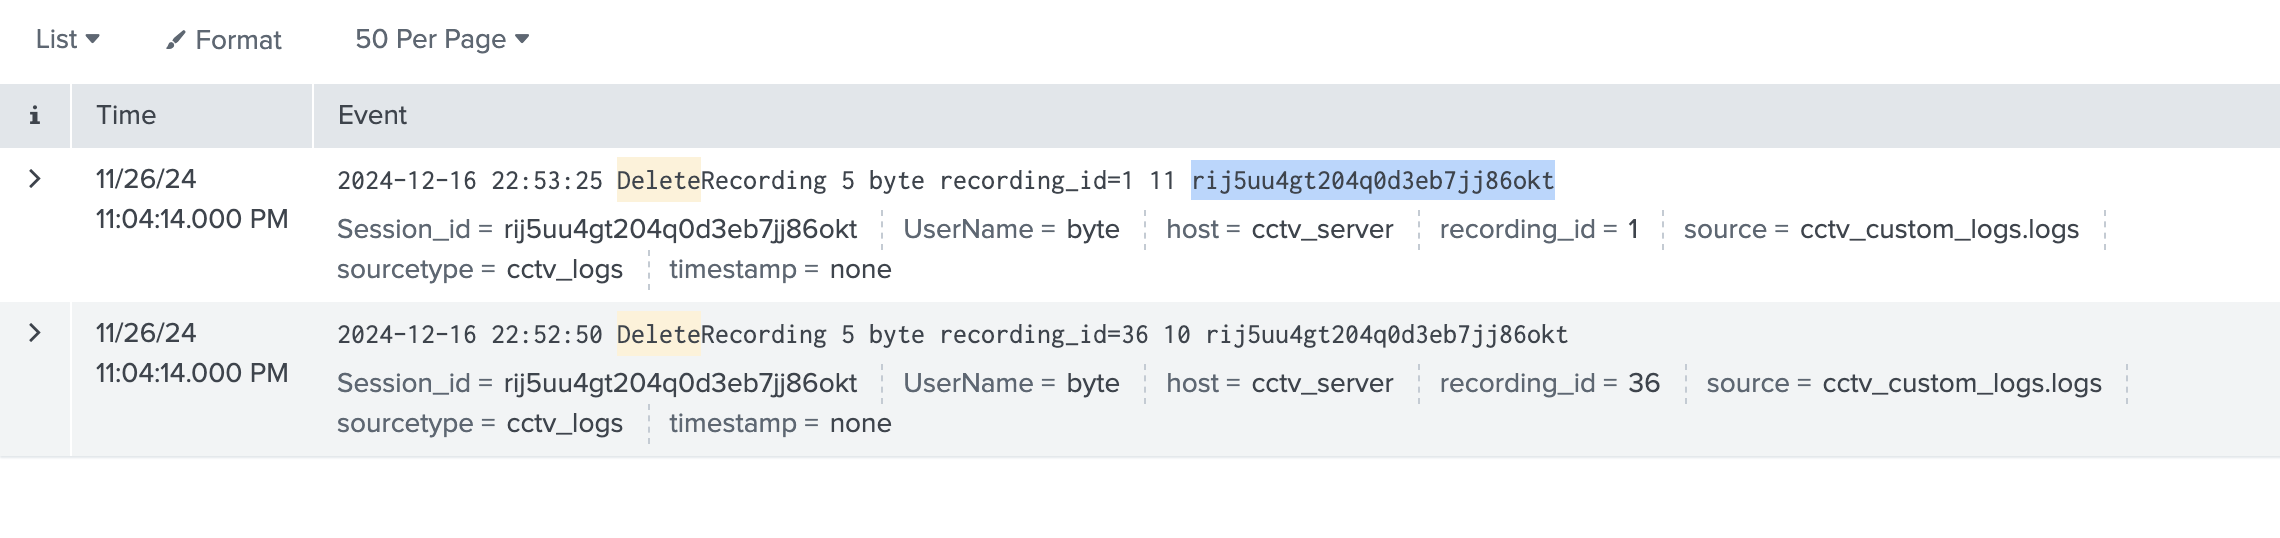 List Format 50 Per Page
i Time Event
11/26/24 2024-12-16 22:53:25 DeleteRecording 5 byte recording_id=1 11 rij5uu4gt204q0d3eb7jj86okt
11:04:14.000 PM Session_id = rij5uu4gt204q0d3eb7jj86okt UserName = byte host = cctv_server recording_id = 1 source = cctv_custom_logs.logs
sourcetype = cctv_logs timestamp = none
11/26/24 2024-12-16 22:52:50 DeleteRecording 5 byte recording_id=36 10 rij5uu4gt204q0d3eb7jj86okt
11:04:14.000 PM Session_id = rij5uu4gt204q0d3eb7jj86okt UserName = byte host = cctv_server recording_id = 36 source = cctv_custom_logs.logs
sourcetype = cctv_logs timestamp = none